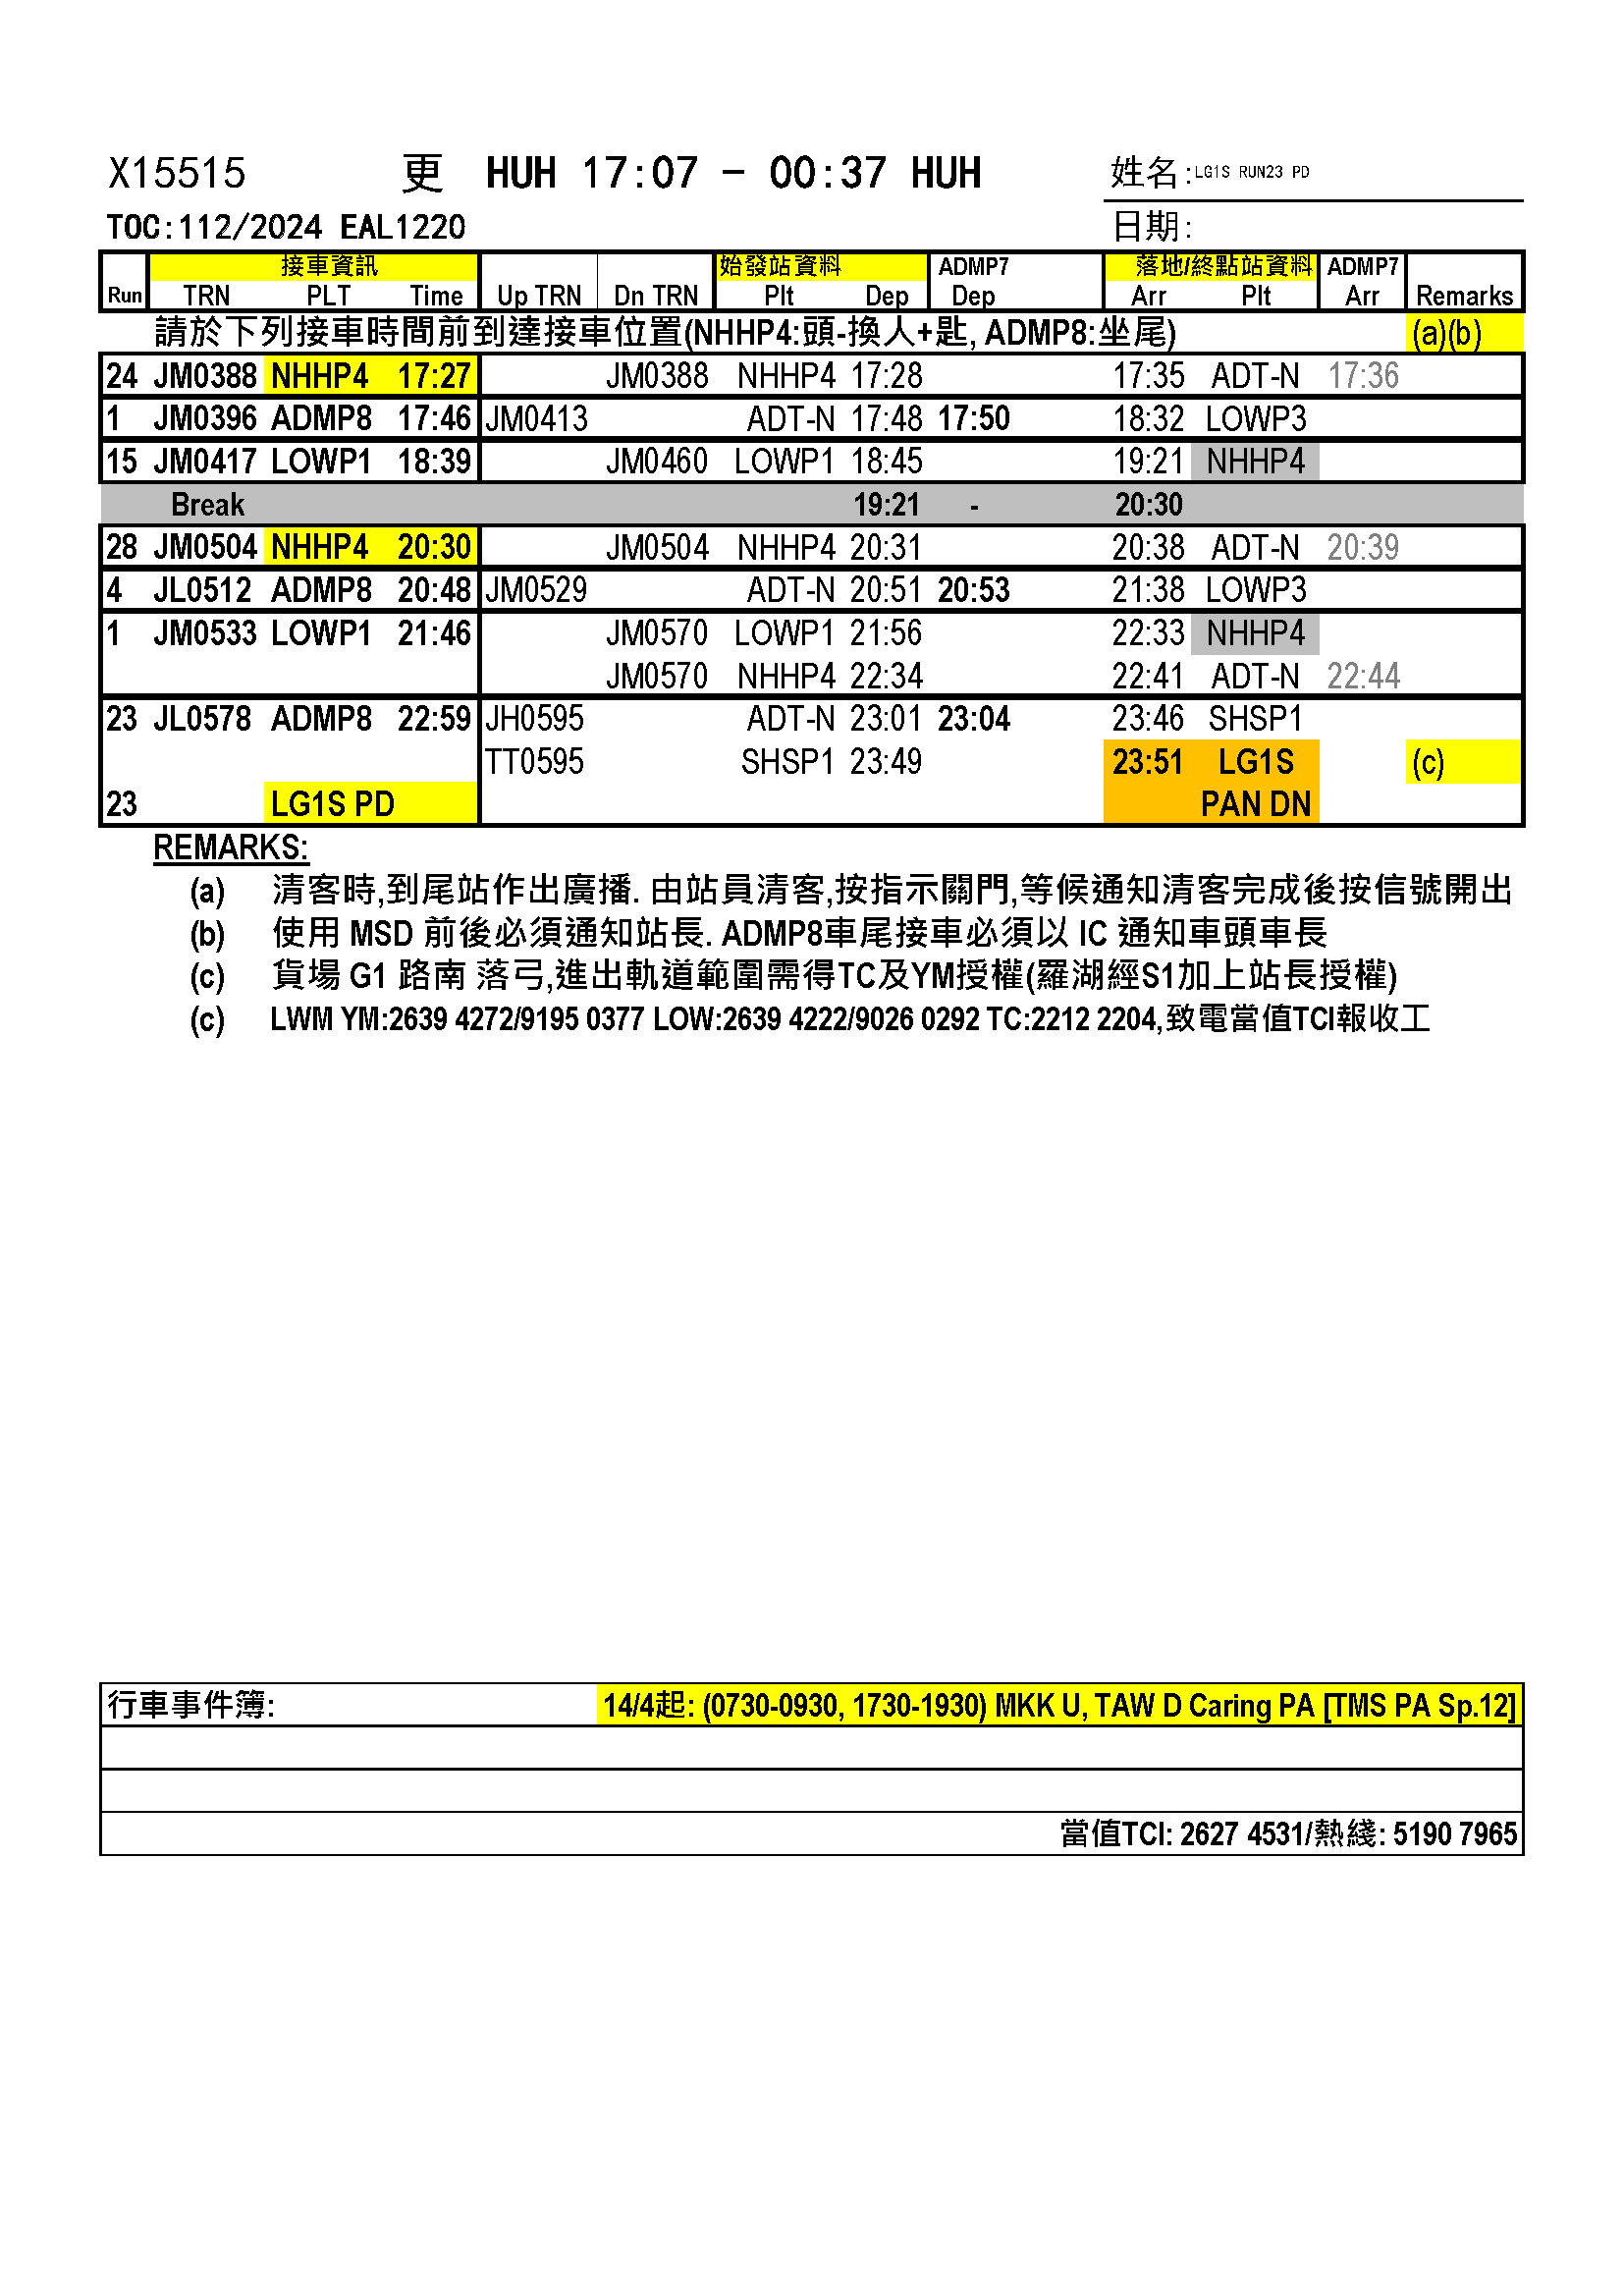 X15515 更 HUH 17:07 - 00:37 HUH 姓名:LG1S RUN23 PD
TOC:112/2024 EAL1220 日期:
接車資訊 始發站資料 ADMP7 落地/終點站資料 ADMP7
Run TRN PLT Time Up TRN Dn TRN Plt Dep Dep Arr Plt Arr Remarks
請於下列接車時間前到達接車位置(NHHP4:頭-換人+匙, ADMP8:坐尾) (a)(b)
24 JM0388 NHHP4 17:27 JM0388 NHHP4 17:28 17:35 ADT-N 17:36
1 JM0396 ADMP8 17:46 JM0413 ADT-N 17:48 17:50 18:32 LOWP3
15 JM0417 LOWP1 18:39 JM0460 LOWP1 18:45 19:21 NHHP4
Break 19:21 - 20:30
28 JM0504 NHHP4 20:30 JM0504 NHHP4 20:31 20:38 ADT-N 20:39
4 JL0512 ADMP8 20:48 JM0529 ADT-N 20:51 20:53 21:38 LOWP3
1 JM0533 LOWP1 21:46 JM0570 LOWP1 21:56 22:33 NHHP4
JM0570 NHHP4 22:34 22:41 ADT-N 22:44
23 JL0578 ADMP8 22:59 JH0595 ADT-N 23:01 23:04 23:46 SHSP1
TT0595 SHSP1 23:49 23:51 LG1S (c)
23 LG1S PD PAN DN
REMARKS:
(a) 清客時,到尾站作出廣播. 由站員清客,按指示關門,等候通知清客完成後按信號開出
(b) 使用 MSD 前後必須通知站長. ADMP8車尾接車必須以 IC 通知車頭車長
(c) 貨場 G1 路南 落弓,進出軌道範圍需得TC及YM授權(羅湖經S1加上站長授權)
(c) LWM YM:2639 4272/9195 0377 LOW:2639 4222/9026 0292 TC:2212 2204,致電當值TCI報收工
行車事件簿: 14/4起: (0730-0930, 1730-1930) MKK U, TAW D Caring PA [TMS PA Sp.12]
當值TCI: 2627 4531/熱綫: 5190 7965